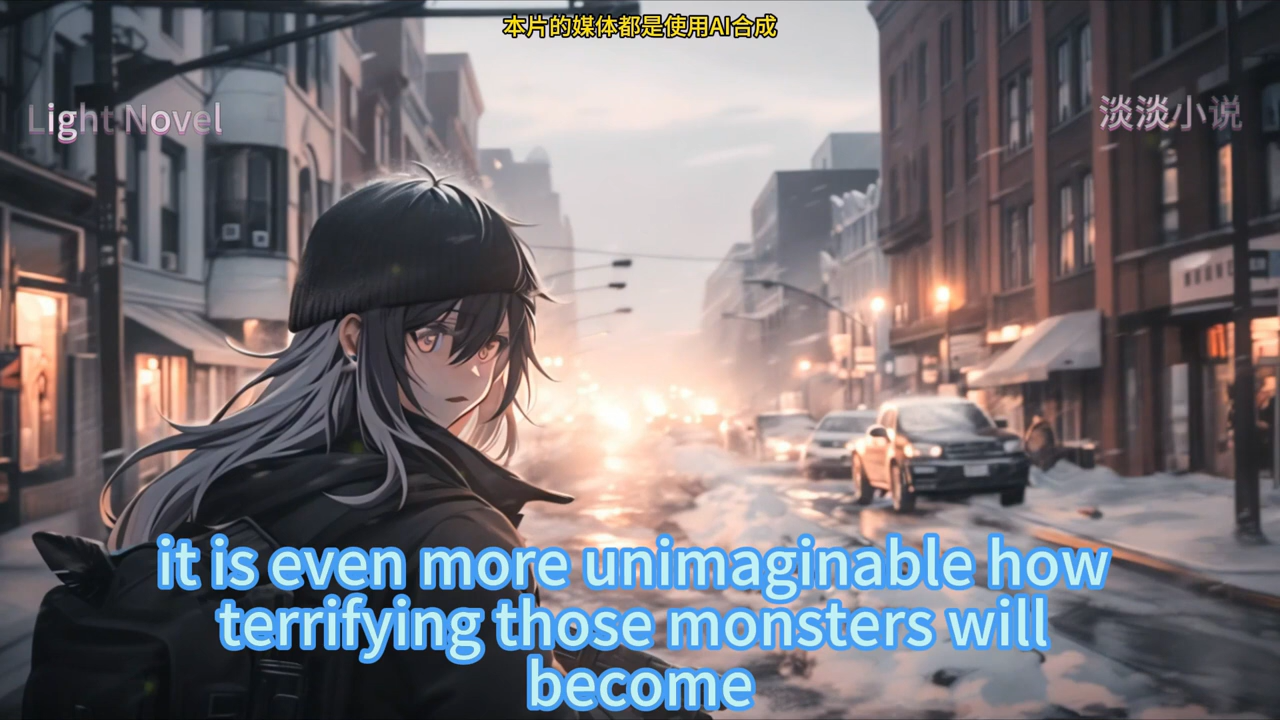 本片的媒体都是使用AI合成
Light Novel
淡淡小说
it is even more unimaginable how
terrifying those monsters will
become